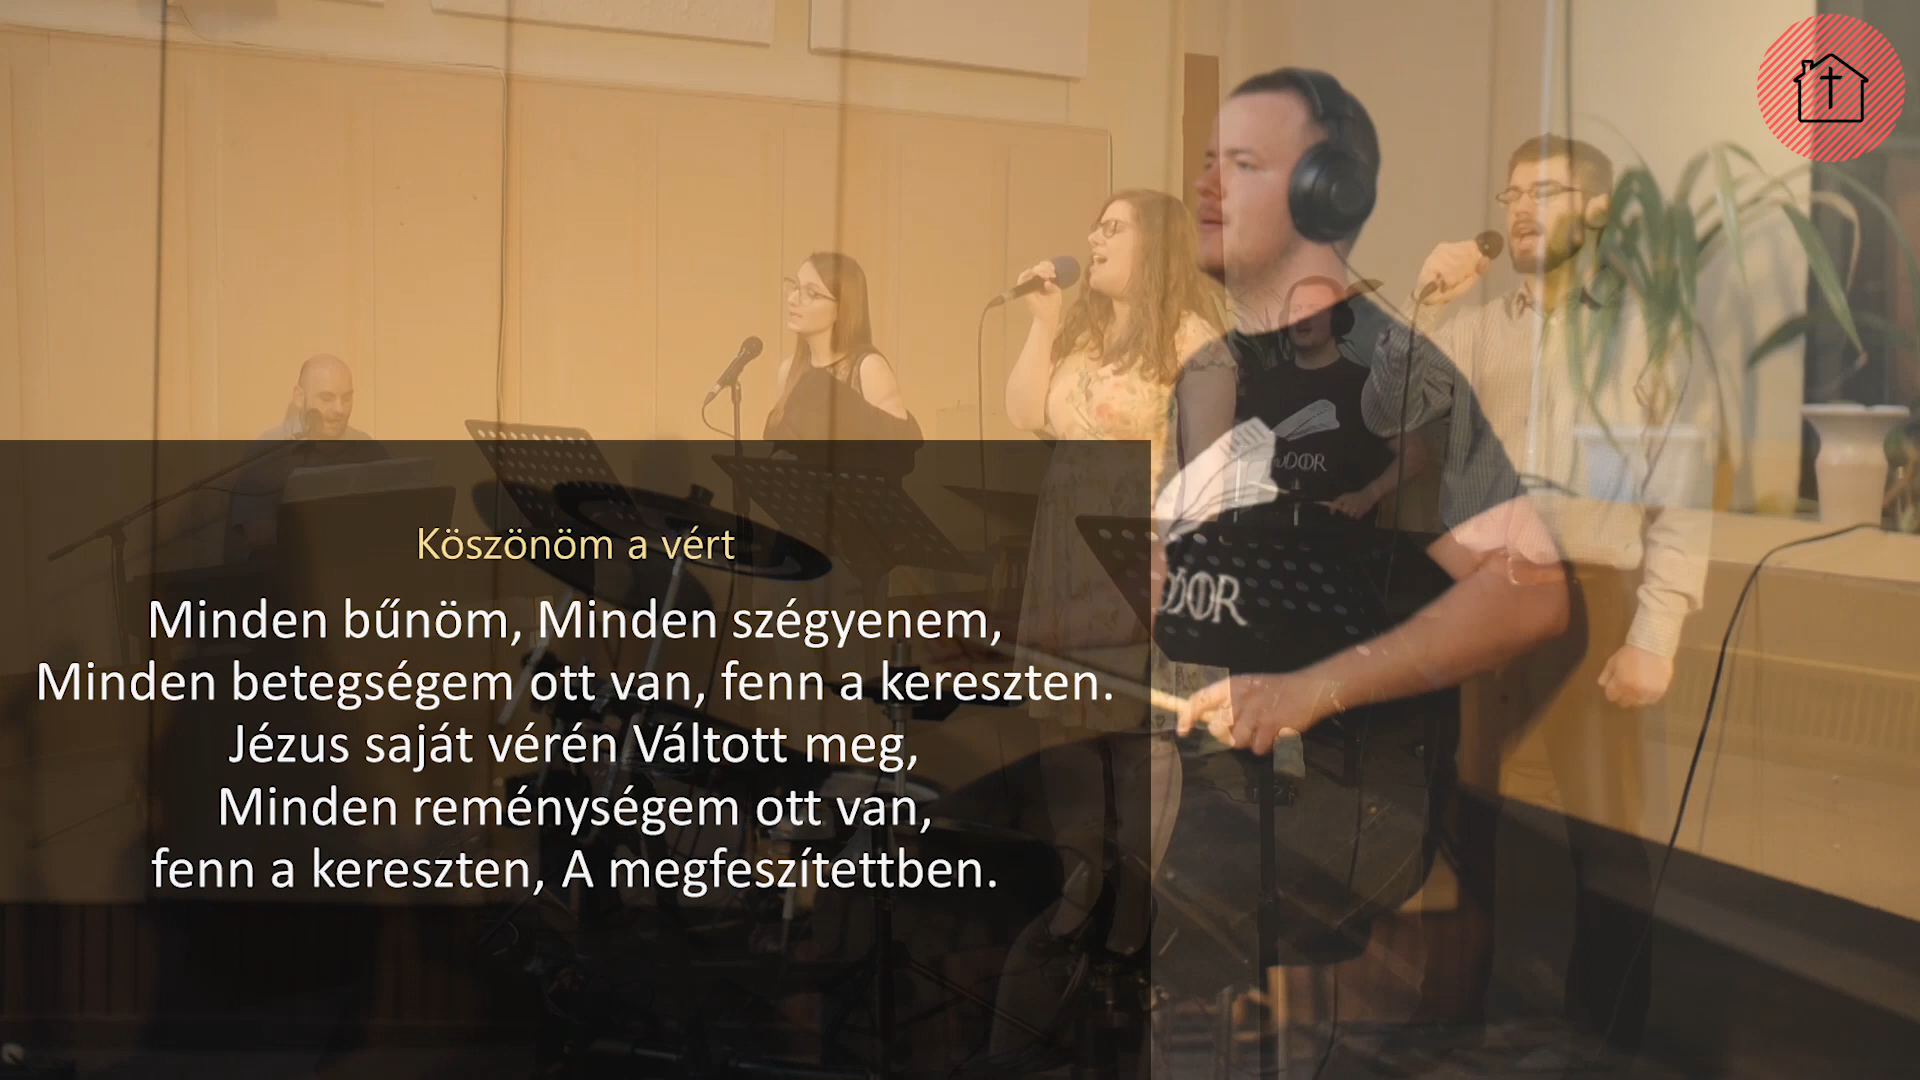 Köszönöm a vért
Minden bűnöm, Minden szégyenem,
Minden betegségem ott van, fenn a kereszten.
Jézus saját vérén Váltott meg,
Minden reménységem ott van,
fenn a kereszten, A megfeszítettben.